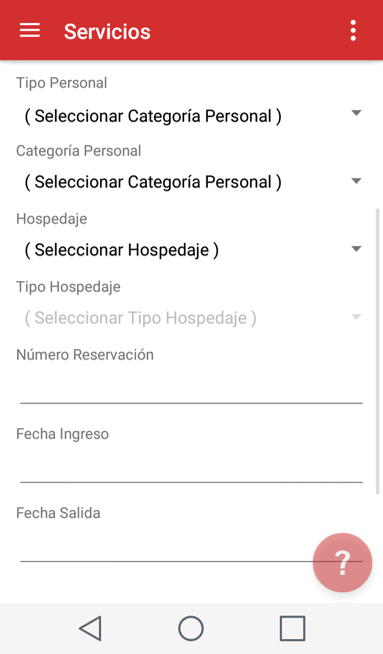 Servicios
Tipo Personal
( Seleccionar Categoría Personal )
Categoría Personal
( Seleccionar Categoría Personal )
Hospedaje
( Seleccionar Hospedaje )
Tipo Hospedaje
( Seleccionar Tipo Hospedaje )
Número Reservación
Fecha Ingreso
Fecha Salida
?